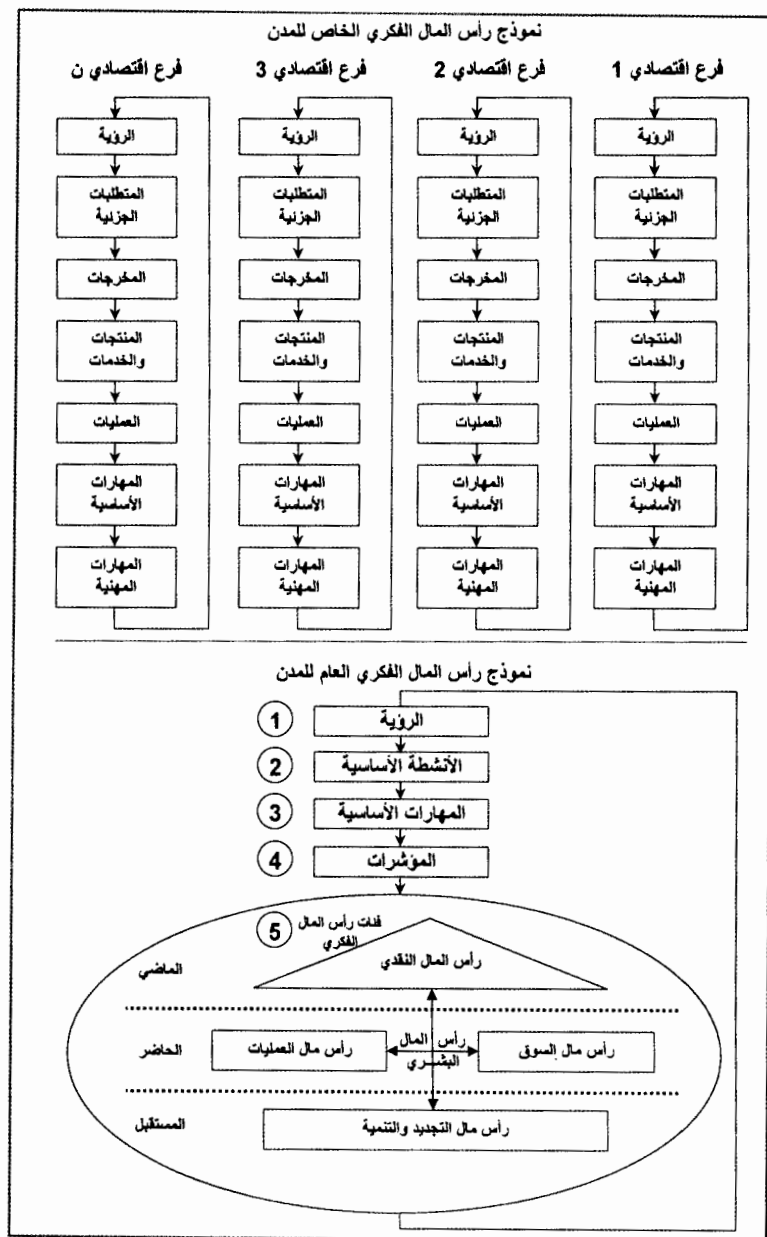 نموذج رأس المال الفكري الخاص للمدن
فرع اقتصادي 1
فرع اقتصادي 2
فرع اقتصادي 3
فرع اقتصادي ن
الرؤية
الرؤية
الرؤية
الرؤية
المتطلبات
الجزئية
المتطلبات
الجزئية
المتطلبات
الجزئية
المتطلبات
الجزئية
المخرجات
المخرجات
المخرجات
المخرجات
المنتجات
والخدمات
المنتجات
والخدمات
المنتجات
والخدمات
المنتجات
والخدمات
العمليات
العمليات
العمليات
العمليات
المهارات
الأساسية
المهارات
الأساسية
المهارات
الأساسية
المهارات
الأساسية
المهارات
المهنية
المهارات
المهنية
المهارات
المهنية
المهارات
المهنية
نموذج رأس المال الفكري العام للمدن
1 الرؤية
2 الأنشطة الأساسية
3 المهارات الأساسية
4 المؤشرات
5 فئات رأس المال
الفكري
رأس المال النقدي
الماضي
رأس مال السوق
رأس المال
البشري
رأس مال العمليات
الحاضر
رأس مال التجديد والتنمية
المستقبل